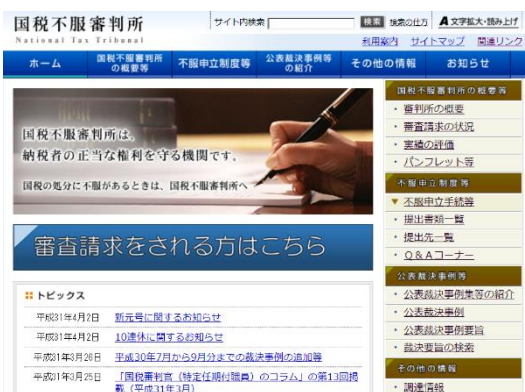 国税不服審判所
National Tax Tribunal
サイト内検索
検索
検索の仕方
A 文字拡大・読み上げ
利用案内 サイトマップ 関連リンク
ホーム
国税不服審判所
の概要等
不服申立制度等
公表裁決事例等
の紹介
その他の情報
お知らせ
国税不服審判所は、
納税者の正当な権利を守る機関です。
国税の処分に不服があるときは、国税不服審判所へ
審査請求をされる方はこちら
トピックス
平成31年4月2日 新元号に関するお知らせ
平成31年4月2日 10連休に関するお知らせ
平成31年3月26日 平成30年7月から9月分までの裁決事例の追加等
平成31年3月25日 「国税審判官（特定任期付職員）のコラム」の第13回掲
載（平成31年3月）
国税不服審判所の概要等
・審判所の概要
・審査請求の状況
・実績の評価
・パンフレット等
不服申立制度等
▼不服申立手続等
・提出書類一覧
・提出先一覧
・Q&Aコーナー
公表裁決事例等
・公表裁決事例集等の紹介
・公表裁決事例
・公表裁決事例要旨
・裁決要旨の検索
その他の情報
・調達情報